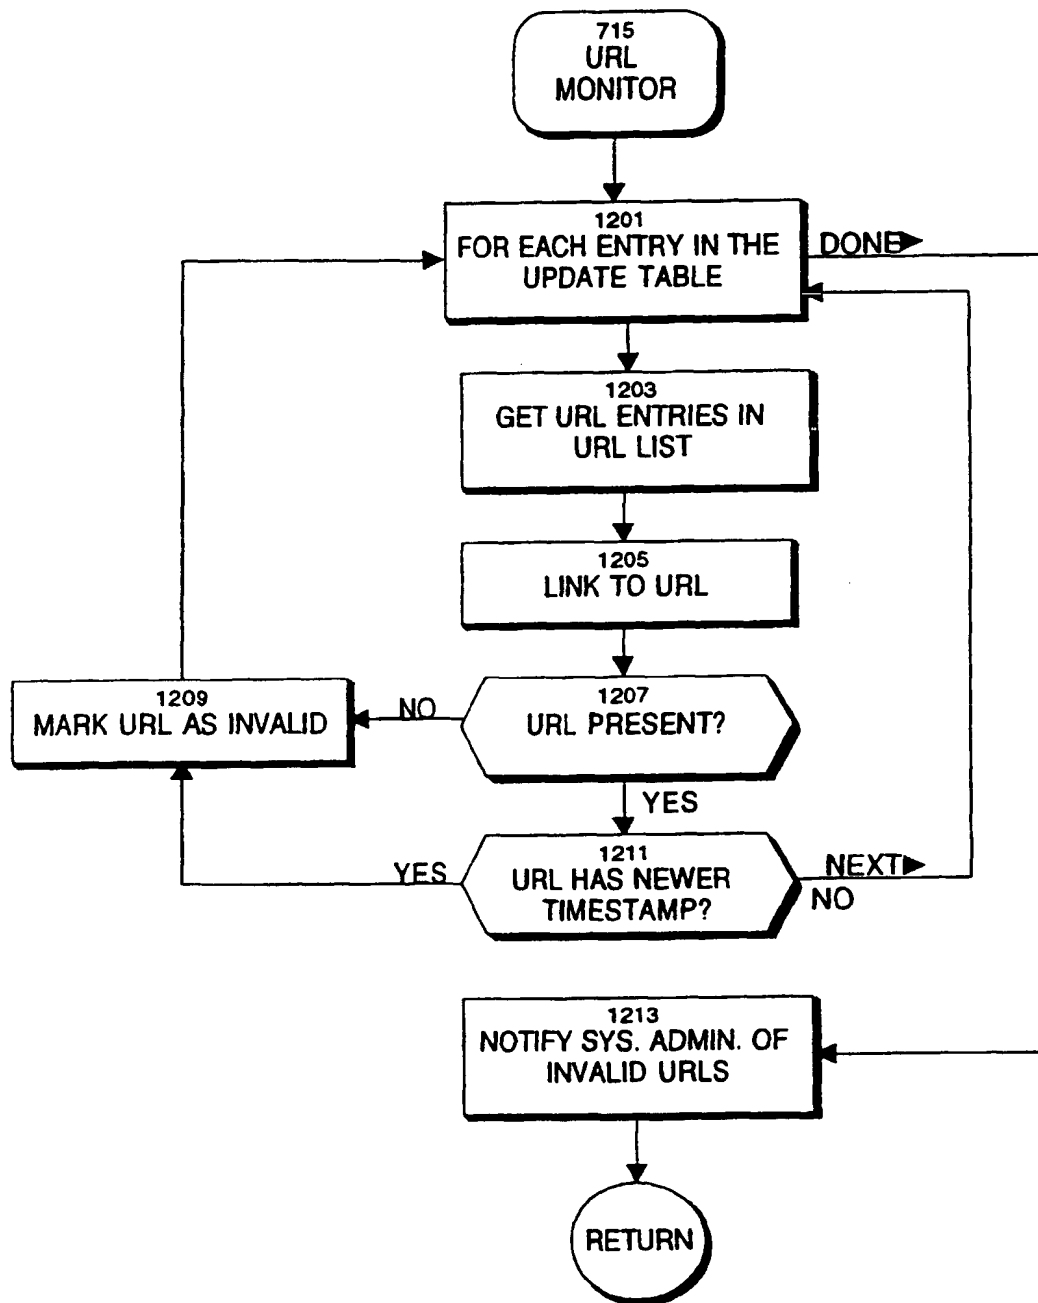 715
URL
MONITOR
1201
FOR EACH ENTRY IN THE
UPDATE TABLE
DONE
1203
GET URL ENTRIES IN
URL LIST
1205
LINK TO URL
1207
URL PRESENT?
NO
1209
MARK URL AS INVALID
YES
1211
URL HAS NEWER
TIMESTAMP?
YES
NEXT
NO
1213
NOTIFY SYS. ADMIN. OF
INVALID URLS
RETURN